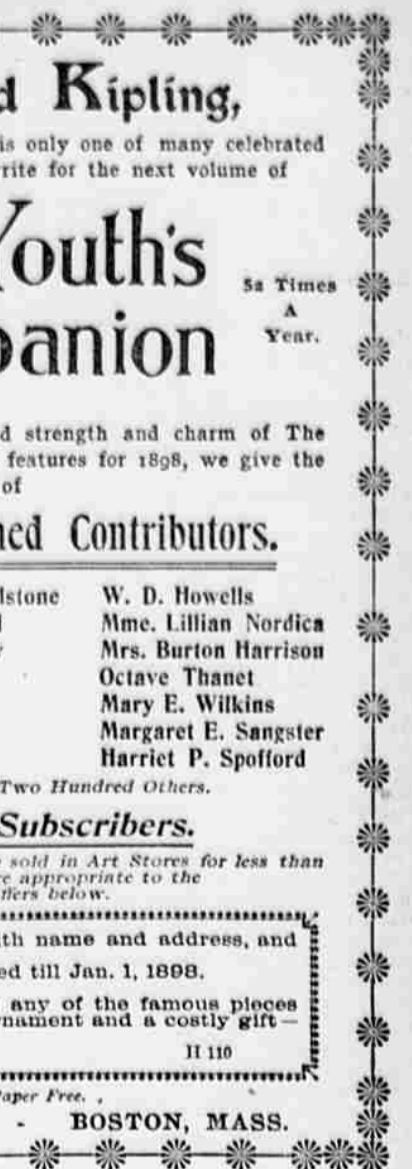 d Kipling,
is only one of many celebrated
rite for the next volume of
Youth's
52 Times
A
Year.
panion
d strength and charm of The
features for 1898, we give the
of
ned Contributors.
lstone W. D. Howells
Mme. Lillian Nordica
Mrs. Burton Harrison
Octave Thanet
Mary E. Wilkins
Margaret E. Sangster
Harriet P. Spofford
Two Hundred Others.
Subscribers.
sold in Art Stores for less than
e appropriate to the
ffers below.
ith name and address, and
ed till Jan. 1, 1898.
any of the famous pieces
rnament and a costly gift—
H 110
Paper Free.
- BOSTON, MASS.